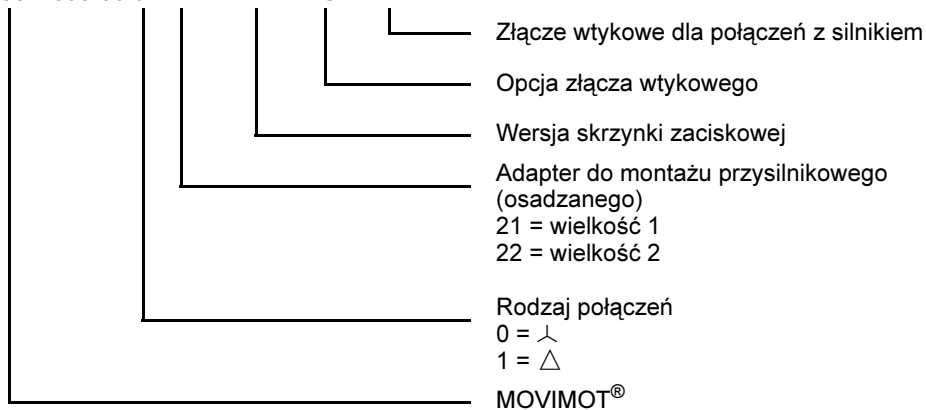 Złącze wtykowe dla połączeń z silnikiem
Opcja złącza wtykowego
Wersja skrzynki zaciskowej
Adapter do montażu przysilnikowego
(osadzanego)
21 = wielkość 1
22 = wielkość 2
Rodzaj połączeń
0 = ⅄
1 = △
MOVIMOT®